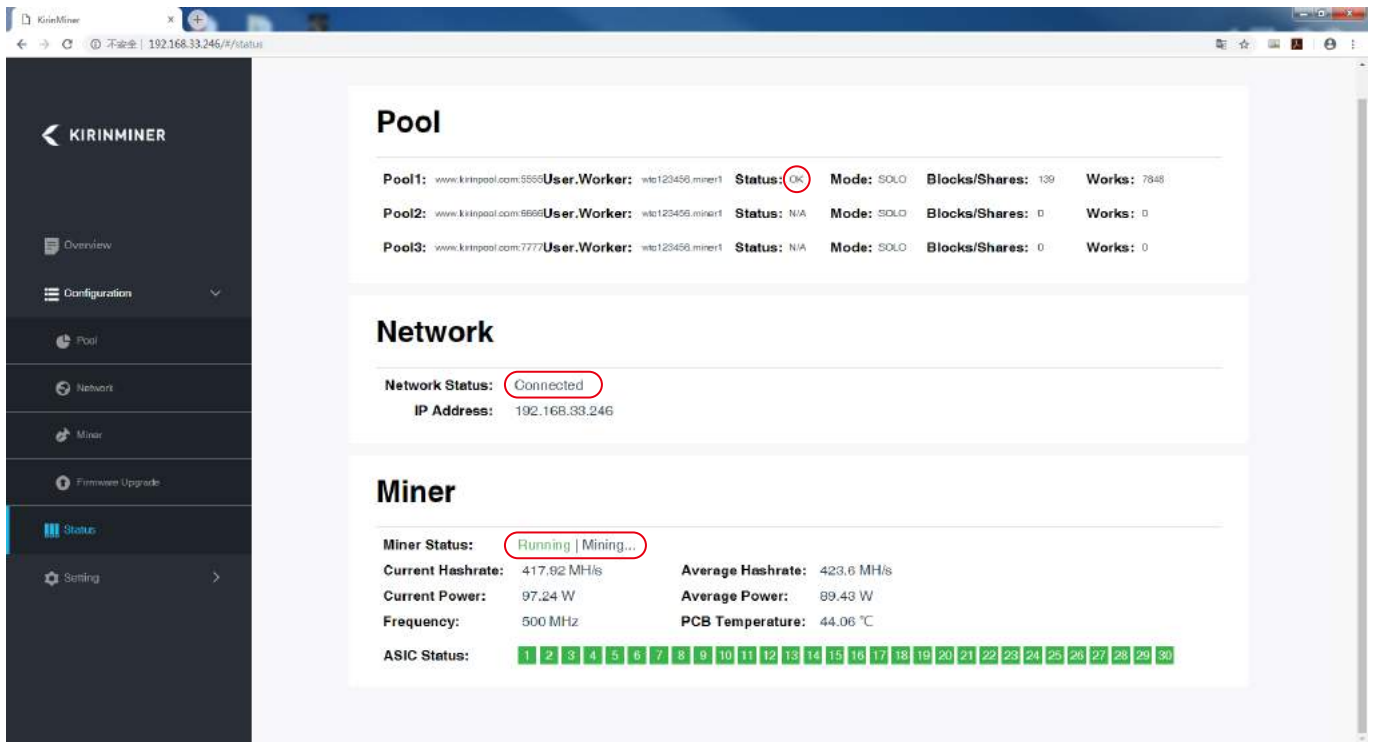 KirinMiner
不安全 | 192.168.33.246/#/status
KIRINMINER
Overview
Configuration
Pool
Network
Miner
Firmware Upgrade
Status
Setting
Pool
Pool1: www.kirinpool.com:5555 User.Worker: wtc123456.miner1 Status: OK Mode: SOLO Blocks/Shares: 139 Works: 7848
Pool2: www.kirinpool.com:6666 User.Worker: wtc123456.miner1 Status: N/A Mode: SOLO Blocks/Shares: 0 Works: 0
Pool3: www.kirinpool.com:7777 User.Worker: wtc123456.miner1 Status: N/A Mode: SOLO Blocks/Shares: 0 Works: 0
Network
Network Status: Connected
IP Address: 192.168.33.246
Miner
Miner Status: Running | Mining...
Current Hashrate: 417.92 MH/s Average Hashrate: 423.6 MH/s
Current Power: 97.24 W Average Power: 89.43 W
Frequency: 500 MHz PCB Temperature: 44.06 ℃
ASIC Status: 1 2 3 4 5 6 7 8 9 10 11 12 13 14 15 16 17 18 19 20 21 22 23 24 25 26 27 28 29 30